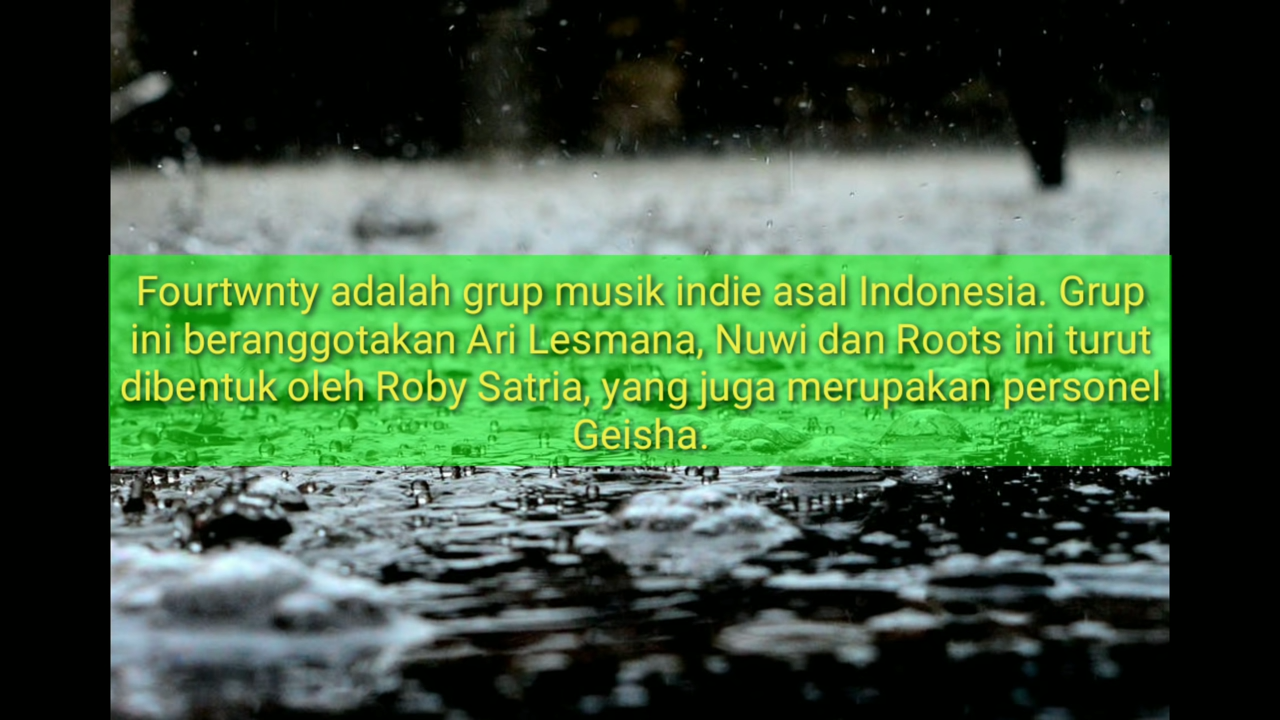 Fourtwnty adalah grup musik indie asal Indonesia. Grup
ini beranggotakan Ari Lesmana, Nuwi dan Roots ini turut
dibentuk oleh Roby Satria, yang juga merupakan personel
Geisha.